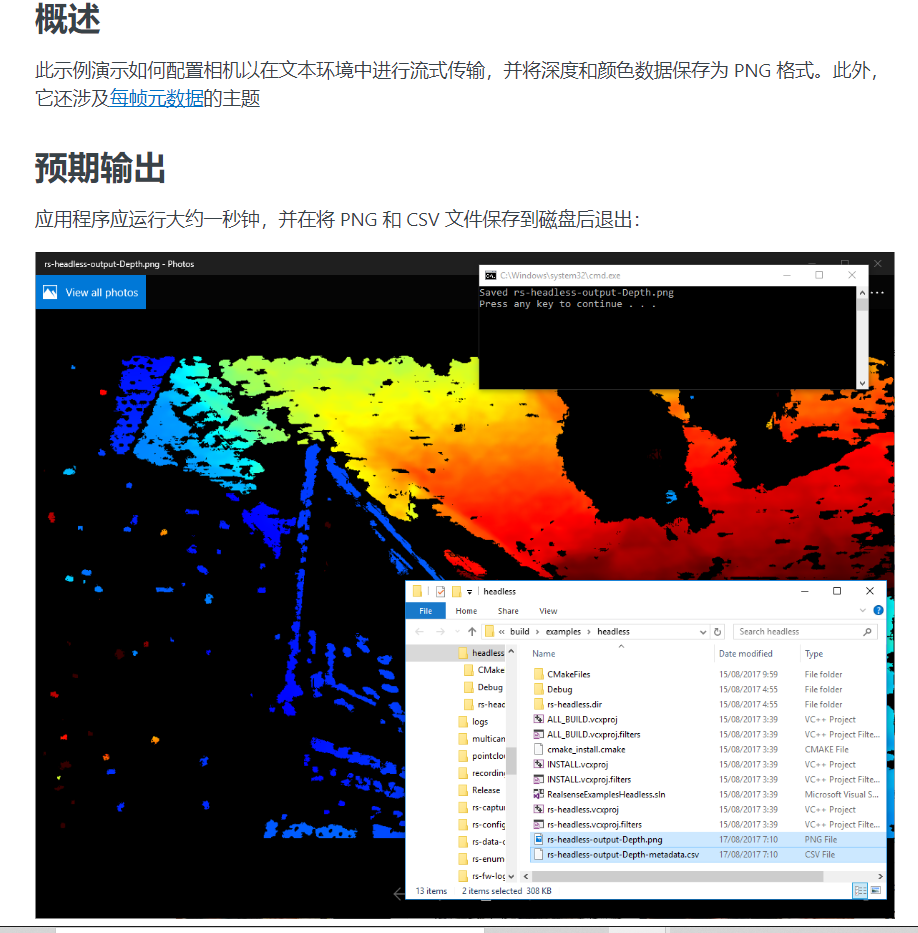 概述
此示例演示如何配置相机以在文本环境中进行流式传输，并将深度和颜色数据保存为 PNG 格式。此外，
它还涉及每帧元数据的主题
预期输出
应用程序应运行大约一秒钟，并在将 PNG 和 CSV 文件保存到磁盘后退出：
rs-headless-output-Depth.png - Photos
View all photos
C:\Windows\system32\cmd.exe
Saved rs-headless-output-Depth.png
Press any key to continue . . .
headless
File Home Share View
« build › examples › headless
Search headless
Name Date modified Type
headless
CMake
Debug
rs-head
logs
multicam
pointclou
recording
Release
rs-captur
rs-config
rs-data-c
rs-enum
rs-fw-log
CMakeFiles 15/08/2017 9:59 File folder
Debug 15/08/2017 4:55 File folder
rs-headless.dir 15/08/2017 4:55 File folder
ALL_BUILD.vcxproj 15/08/2017 3:39 VC++ Project
ALL_BUILD.vcxproj.filters 15/08/2017 3:39 VC++ Project Filte...
cmake_install.cmake 15/08/2017 3:39 CMAKE File
INSTALL.vcxproj 15/08/2017 3:39 VC++ Project
INSTALL.vcxproj.filters 15/08/2017 3:39 VC++ Project Filte...
RealsenseExamplesHeadless.sln 15/08/2017 3:39 Microsoft Visual S...
rs-headless.vcxproj 15/08/2017 3:39 VC++ Project
rs-headless.vcxproj.filters 15/08/2017 3:39 VC++ Project Filte...
rs-headless-output-Depth.png 17/08/2017 7:10 PNG File
rs-headless-output-Depth-metadata.csv 17/08/2017 7:10 CSV File
13 items 2 items selected 308 KB